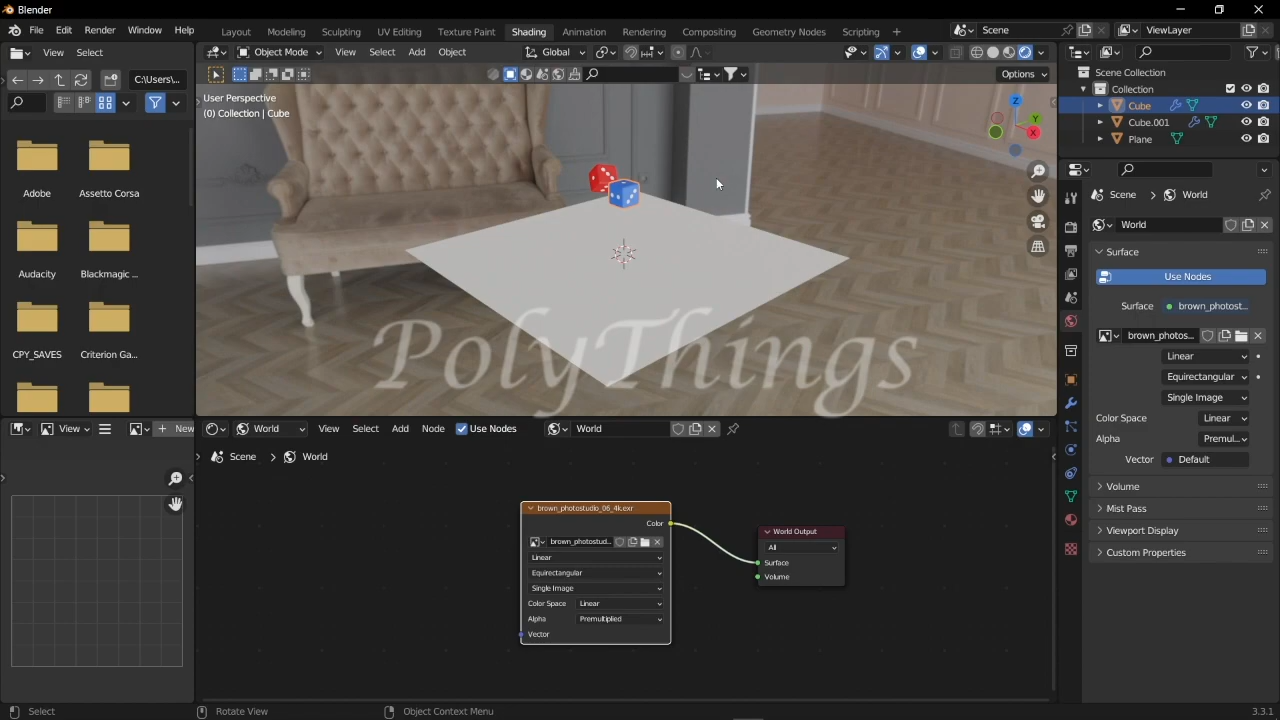 Blender
File Edit Render Window Help
Layout Modeling Sculpting UV Editing Texture Paint Shading Animation Rendering Compositing Geometry Nodes Scripting +
Scene ViewLayer
View Select
Object Mode View Select Add Object Global
C:\Users\...
Options
User Perspective
(0) Collection | Cube
Z Y X
Adobe Assetto Corsa
Audacity Blackmagic ...
CPY_SAVES Criterion Ga...
Scene Collection
Collection
Cube
Cube.001
Plane
Scene > World
World
Surface
Use Nodes
Surface brown_photost...
brown_photos...
Linear
Equirectangular
Single Image
Color Space Linear
Alpha Premul...
Vector Default
Volume
Mist Pass
Viewport Display
Custom Properties
PolyThings
View + New
World View Select Add Node Use Nodes World
Scene > World
brown_photostudio_06_4k.exr
Color
brown_photostud...
Linear
Equirectangular
Single Image
Color Space Linear
Alpha Premultiplied
Vector
World Output
All
Surface
Volume
Select Rotate View Object Context Menu 3.3.1